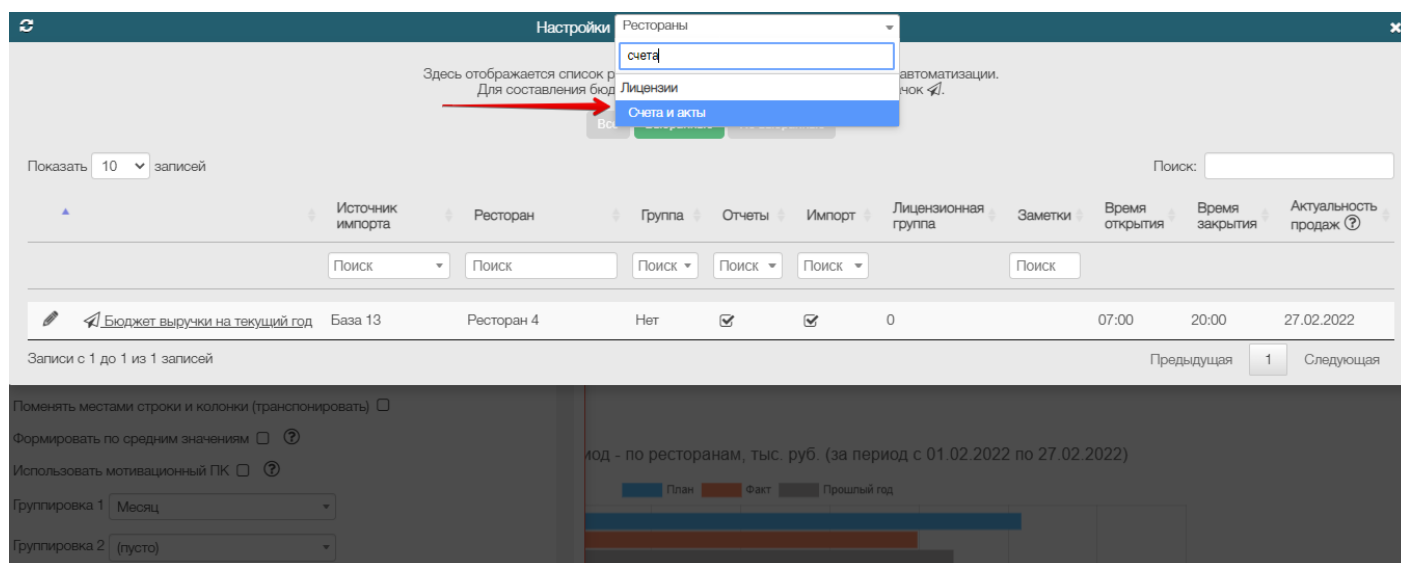 Настройки Рестораны
счета
Лицензии
Счета и акты
Здесь отображается список р автоматизации.
Для составления бюд чок
Показать 10 записей
Поиск:
Источник импорта Ресторан Группа Отчеты Импорт Лицензионная группа Заметки Время открытия Время закрытия Актуальность продаж ?
Поиск Поиск Поиск Поиск Поиск Поиск
Бюджет выручки на текущий год База 13 Ресторан 4 Нет 0 07:00 20:00 27.02.2022
Записи с 1 до 1 из 1 записей
Предыдущая 1 Следующая
Поменять местами строки и колонки (транспонировать)
Формировать по средним значениям ?
Использовать мотивационный ПК ?
Группировка 1 Месяц
Группировка 2 (пусто)
иод - по ресторанам, тыс. руб. (за период с 01.02.2022 по 27.02.2022)
План Факт Прошлый год